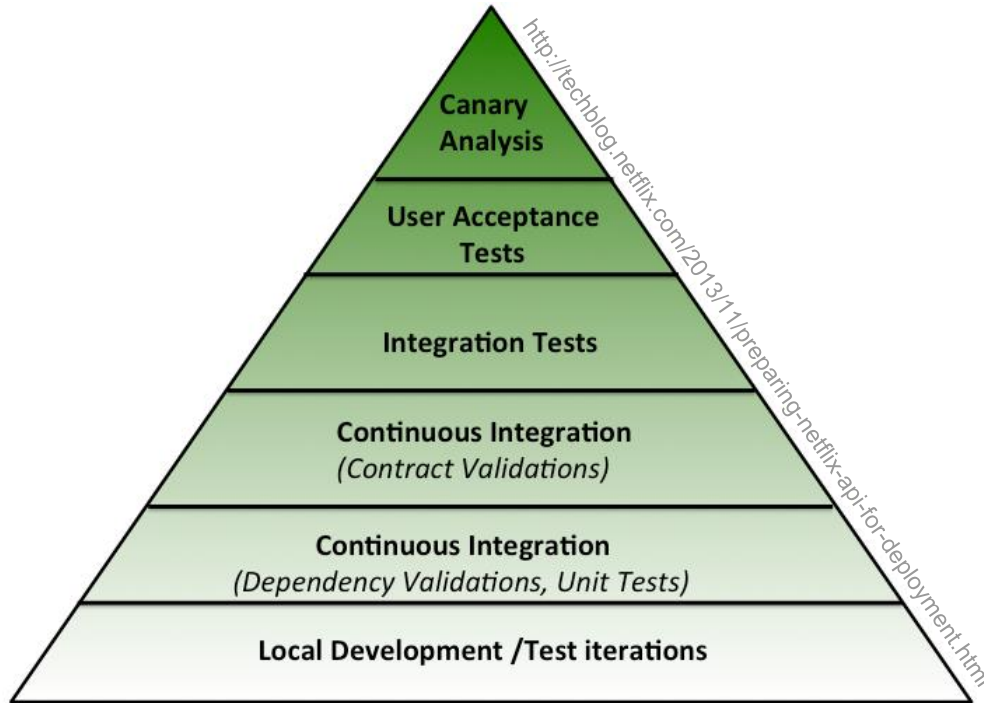 Canary
Analysis
User Acceptance
Tests
Integration Tests
Continuous Integration
(Contract Validations)
Continuous Integration
(Dependency Validations, Unit Tests)
Local Development /Test iterations
http://techblog.netflix.com/2013/11/preparing-netflix-api-for-deployment.html